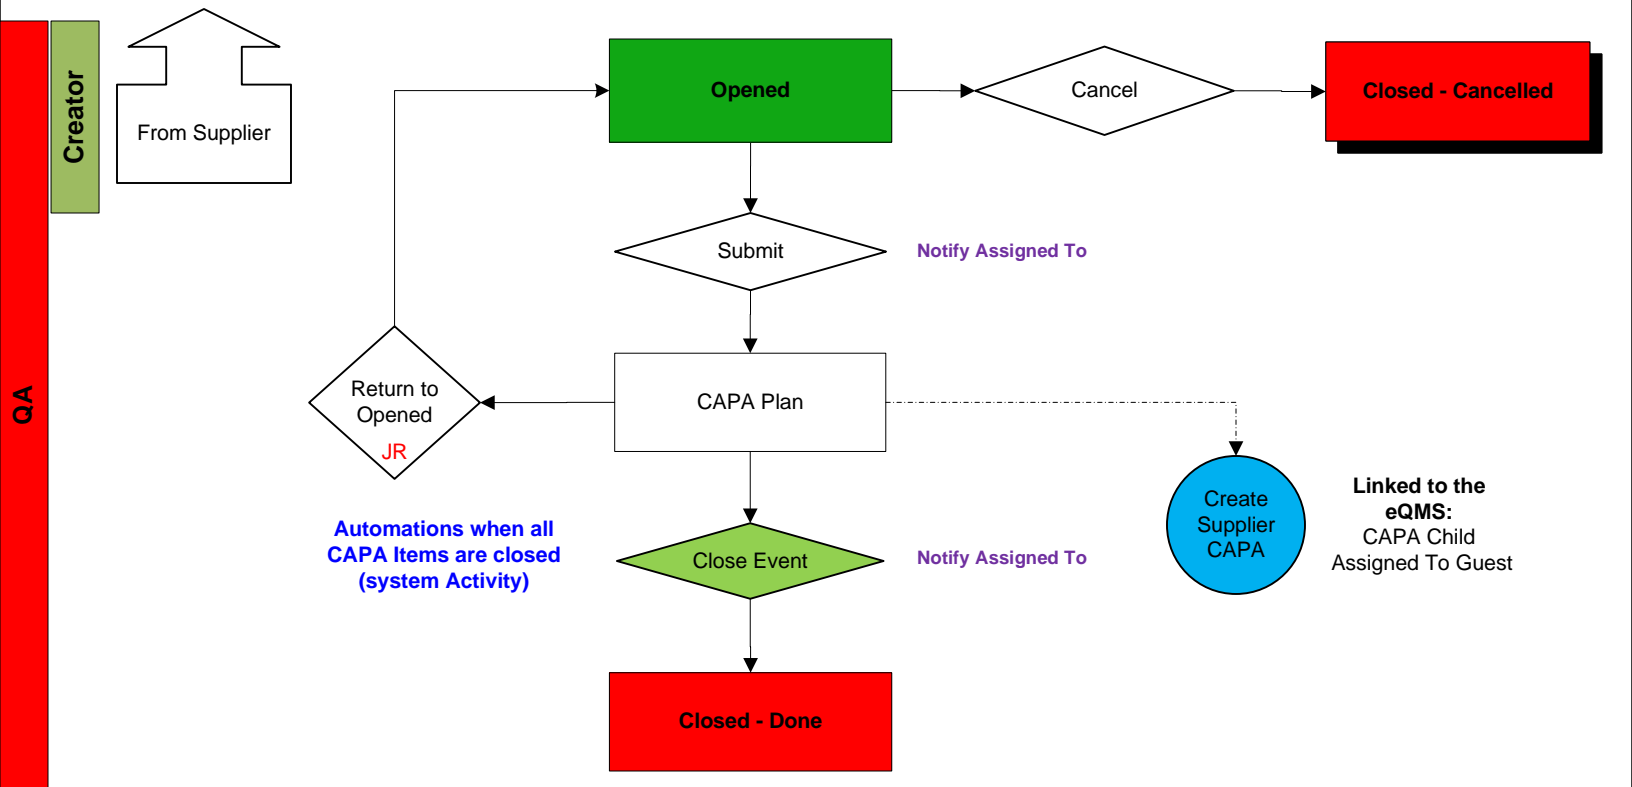 QA
Creator
From Supplier
Opened
Cancel
Closed - Cancelled
Submit
Notify Assigned To
Return to
Opened
JR
CAPA Plan
Automations when all
CAPA Items are closed
(system Activity)
Close Event
Notify Assigned To
Create
Supplier
CAPA
Linked to the
eQMS:
CAPA Child
Assigned To Guest
Closed - Done